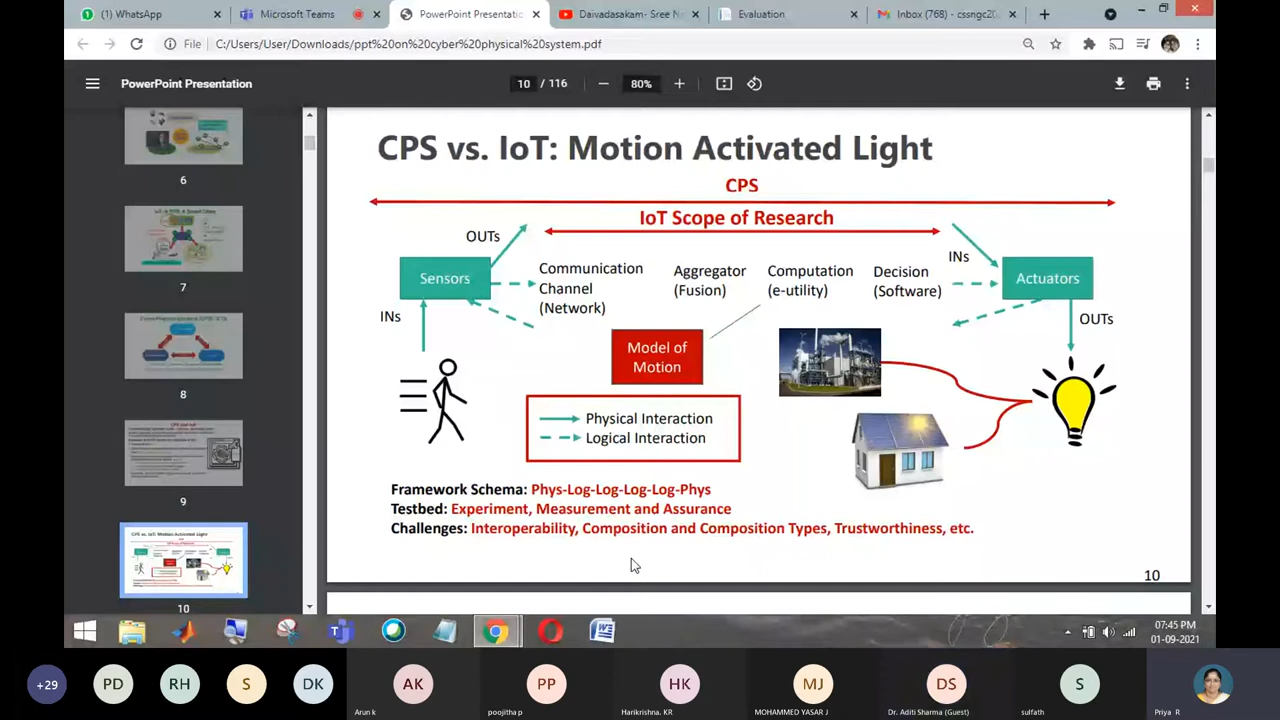 (1) WhatsApp
Microsoft Teams
PowerPoint Presentatio
Daivadasakam- Sree Na
Evaluation
Inbox (768) - cssngc20
File
C:/Users/User/Downloads/ppt%20on%20cyber%20physical%20system.pdf
PowerPoint Presentation
10 / 116
80%
6
7
8
9
10
CPS vs. IoT: Motion Activated Light
CPS
IoT Scope of Research
OUTs
INs
Sensors
Communication
Channel
(Network)
Aggregator
(Fusion)
Computation
(e-utility)
Decision
(Software)
Actuators
INs
OUTs
Model of
Motion
Physical Interaction
Logical Interaction
Framework Schema: Phys-Log-Log-Log-Log-Phys
Testbed: Experiment, Measurement and Assurance
Challenges: Interoperability, Composition and Composition Types, Trustworthiness, etc.
10
07:45 PM
01-09-2021
+29
PD
RH
S
DK
AK
PP
HK
MJ
DS
S
Arun k
poojitha p
Harikrishna. KR
MOHAMMED YASAR J
Dr. Aditi Sharma (Guest)
sulfath
Priya R